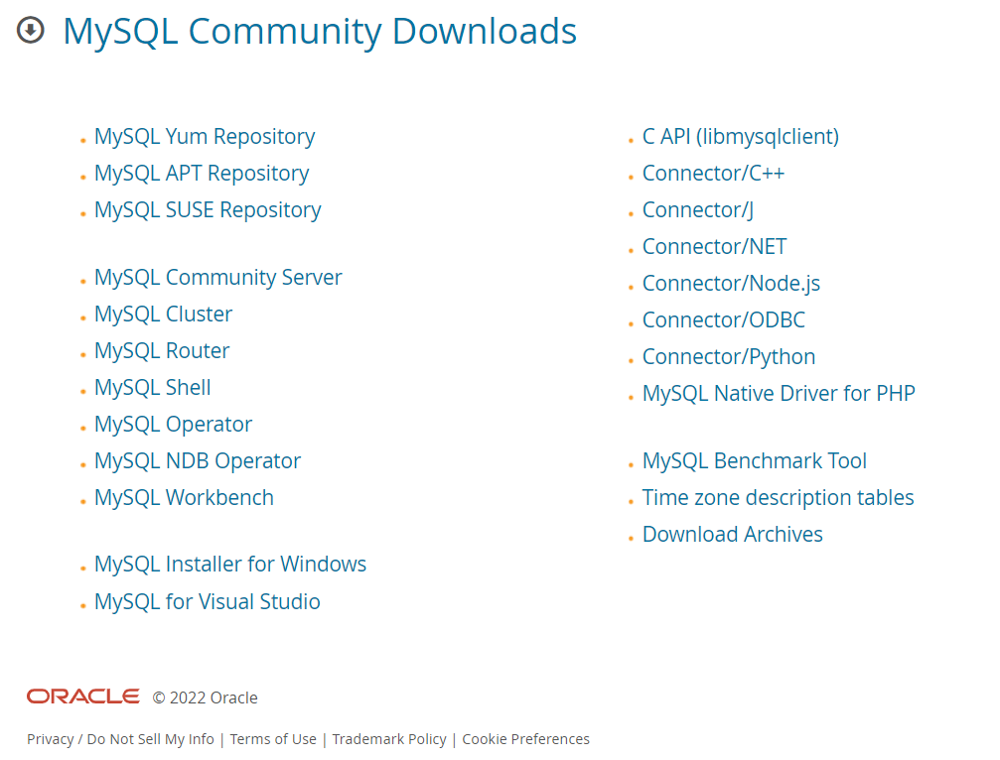 MySQL Community Downloads
MySQL Yum Repository
MySQL APT Repository
MySQL SUSE Repository
MySQL Community Server
MySQL Cluster
MySQL Router
MySQL Shell
MySQL Operator
MySQL NDB Operator
MySQL Workbench
MySQL Installer for Windows
MySQL for Visual Studio
C API (libmysqlclient)
Connector/C++
Connector/J
Connector/NET
Connector/Node.js
Connector/ODBC
Connector/Python
MySQL Native Driver for PHP
MySQL Benchmark Tool
Time zone description tables
Download Archives
ORACLE © 2022 Oracle
Privacy / Do Not Sell My Info | Terms of Use | Trademark Policy | Cookie Preferences